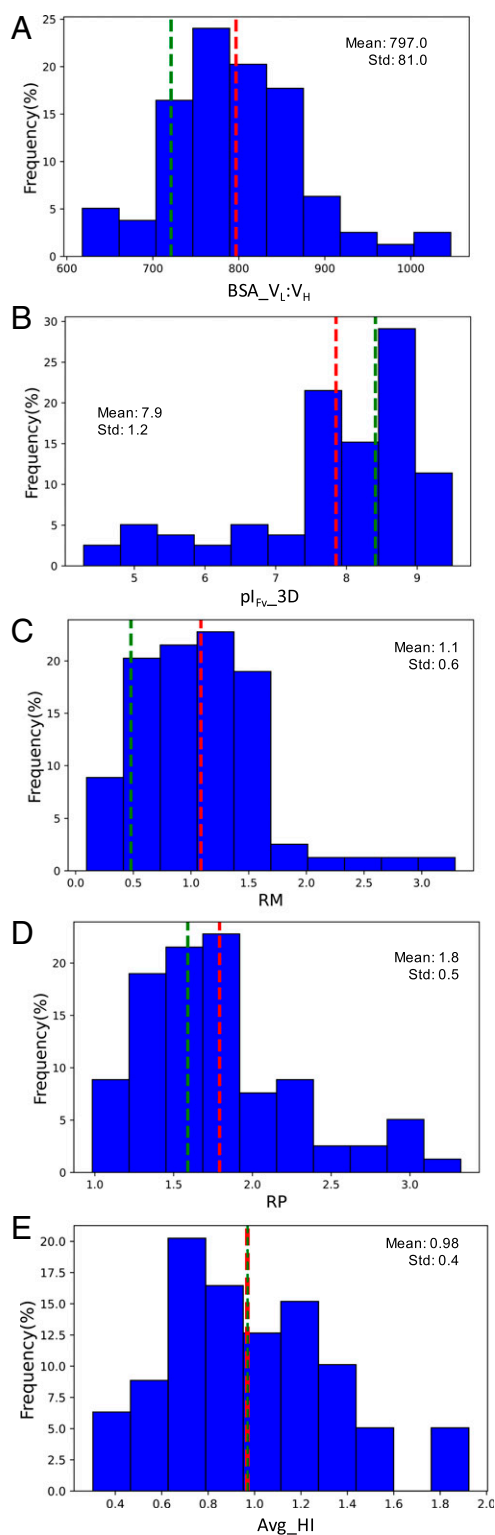 A
25
20
15
10
5
0
Frequency(%)
Mean: 797.0
Std: 81.0
600 700 800 900 1000
BSA_VL:VH
B
30
25
20
15
10
5
0
Frequency(%)
Mean: 7.9
Std: 1.2
5 6 7 8 9
pIFv_3D
C
20
15
10
5
0
Frequency(%)
Mean: 1.1
Std: 0.6
0.0 0.5 1.0 1.5 2.0 2.5 3.0
RM
D
20
15
10
5
0
Frequency(%)
Mean: 1.8
Std: 0.5
1.0 1.5 2.0 2.5 3.0
RP
E
20.0
17.5
15.0
12.5
10.0
7.5
5.0
2.5
0.0
Frequency(%)
Mean: 0.98
Std: 0.4
0.4 0.6 0.8 1.0 1.2 1.4 1.6 1.8 2.0
Avg_HI